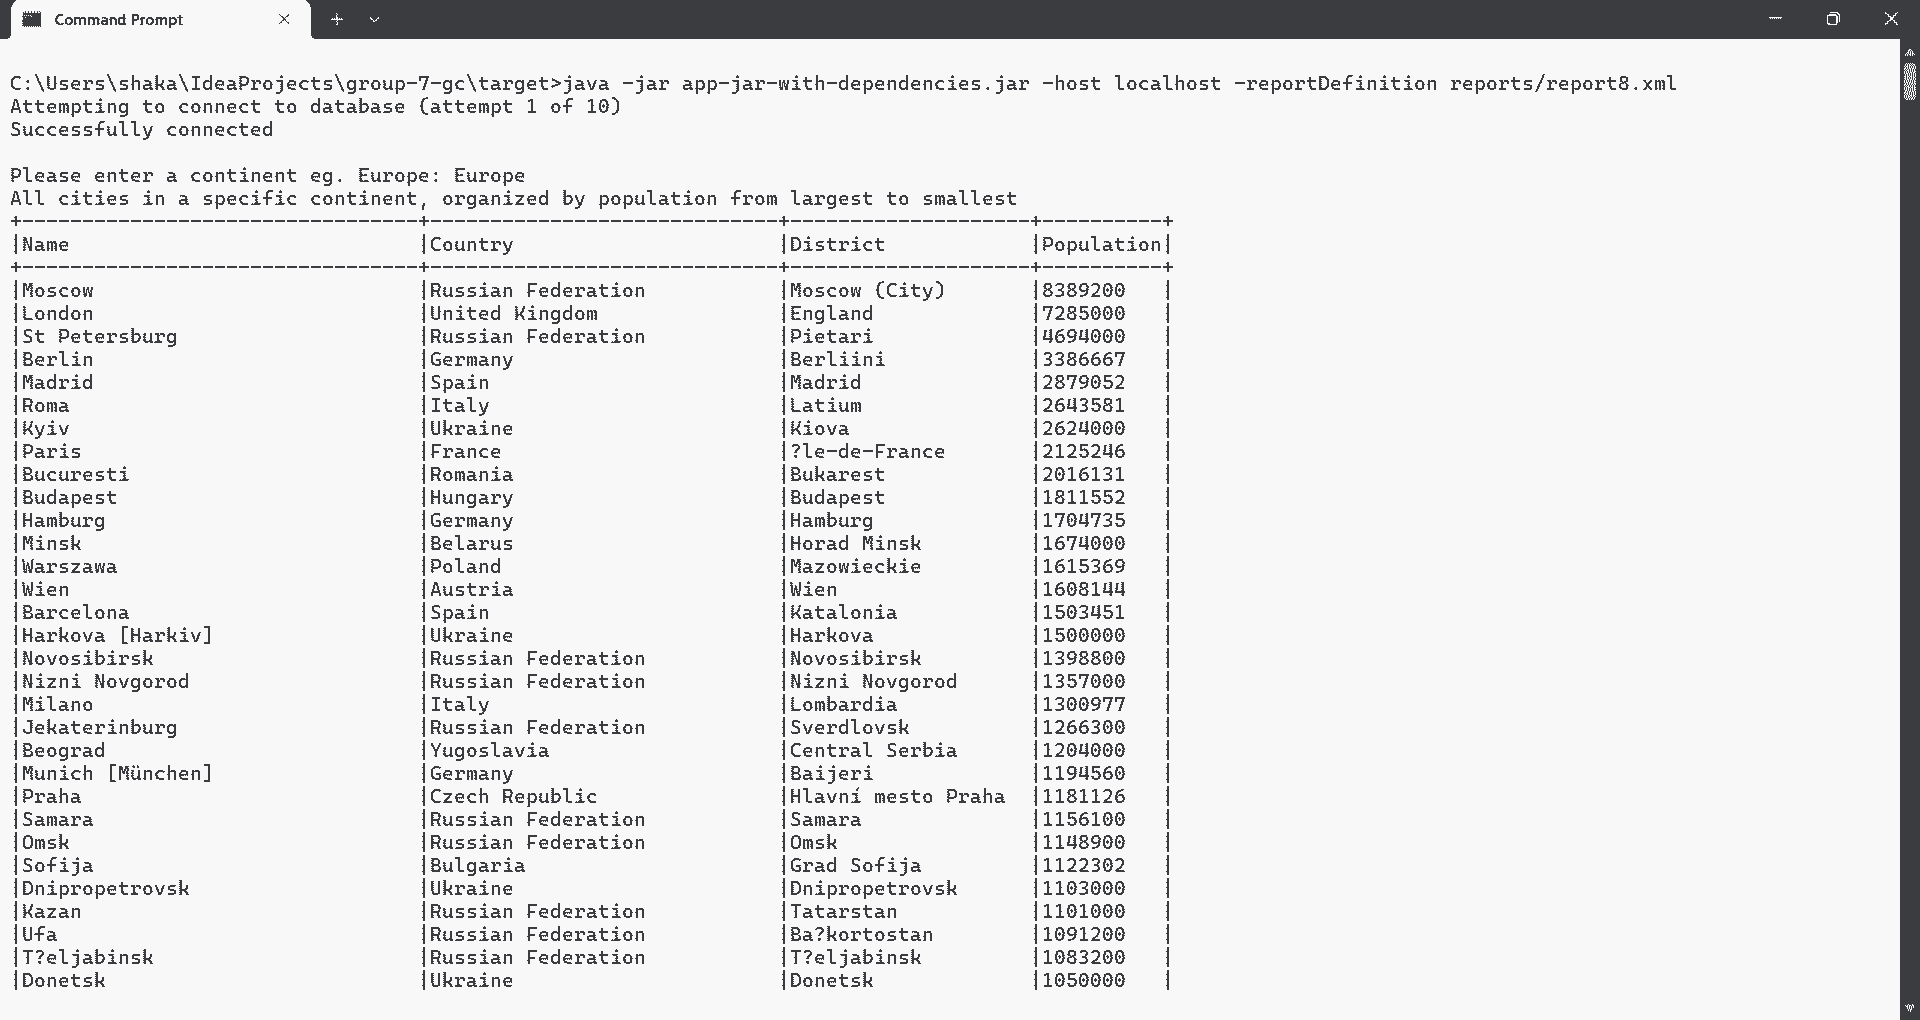 Command Prompt
C:\Users\shaka\IdeaProjects\group-7-gc\target>java -jar app-jar-with-dependencies.jar -host localhost -reportDefinition reports/report8.xml
Attempting to connect to database (attempt 1 of 10)
Successfully connected
Please enter a continent eg. Europe: Europe
All cities in a specific continent, organized by population from largest to smallest
+---------------------------------+-----------------------------+--------------------+----------+
|Name                             |Country                      |District            |Population|
+---------------------------------+-----------------------------+--------------------+----------+
|Moscow                           |Russian Federation           |Moscow (City)       |8389200   |
|London                           |United Kingdom               |England             |7285000   |
|St Petersburg                    |Russian Federation           |Pietari             |4694000   |
|Berlin                           |Germany                      |Berliini            |3386667   |
|Madrid                           |Spain                        |Madrid              |2879052   |
|Roma                             |Italy                        |Latium              |2643581   |
|Kyiv                             |Ukraine                      |Kiova               |2624000   |
|Paris                            |France                       |?le-de-France       |2125246   |
|Bucuresti                        |Romania                      |Bukarest            |2016131   |
|Budapest                         |Hungary                      |Budapest            |1811552   |
|Hamburg                          |Germany                      |Hamburg             |1704735   |
|Minsk                            |Belarus                      |Horad Minsk         |1674000   |
|Warszawa                         |Poland                       |Mazowieckie         |1615369   |
|Wien                             |Austria                      |Wien                |1608144   |
|Barcelona                        |Spain                        |Katalonia           |1503451   |
|Harkova [Harkiv]                 |Ukraine                      |Harkova             |1500000   |
|Novosibirsk                      |Russian Federation           |Novosibirsk         |1398800   |
|Nizni Novgorod                   |Russian Federation           |Nizni Novgorod      |1357000   |
|Milano                           |Italy                        |Lombardia           |1300977   |
|Jekaterinburg                    |Russian Federation           |Sverdlovsk          |1266300   |
|Beograd                          |Yugoslavia                   |Central Serbia      |1204000   |
|Munich [München]                 |Germany                      |Baijeri             |1194560   |
|Praha                            |Czech Republic               |Hlavní mesto Praha  |1181126   |
|Samara                           |Russian Federation           |Samara              |1156100   |
|Omsk                             |Russian Federation           |Omsk                |1148900   |
|Sofija                           |Bulgaria                     |Grad Sofija         |1122302   |
|Dnipropetrovsk                   |Ukraine                      |Dnipropetrovsk      |1103000   |
|Kazan                            |Russian Federation           |Tatarstan           |1101000   |
|Ufa                              |Russian Federation           |Ba?kortostan        |1091200   |
|T?eljabinsk                      |Russian Federation           |T?eljabinsk         |1083200   |
|Donetsk                          |Ukraine                      |Donetsk             |1050000   |